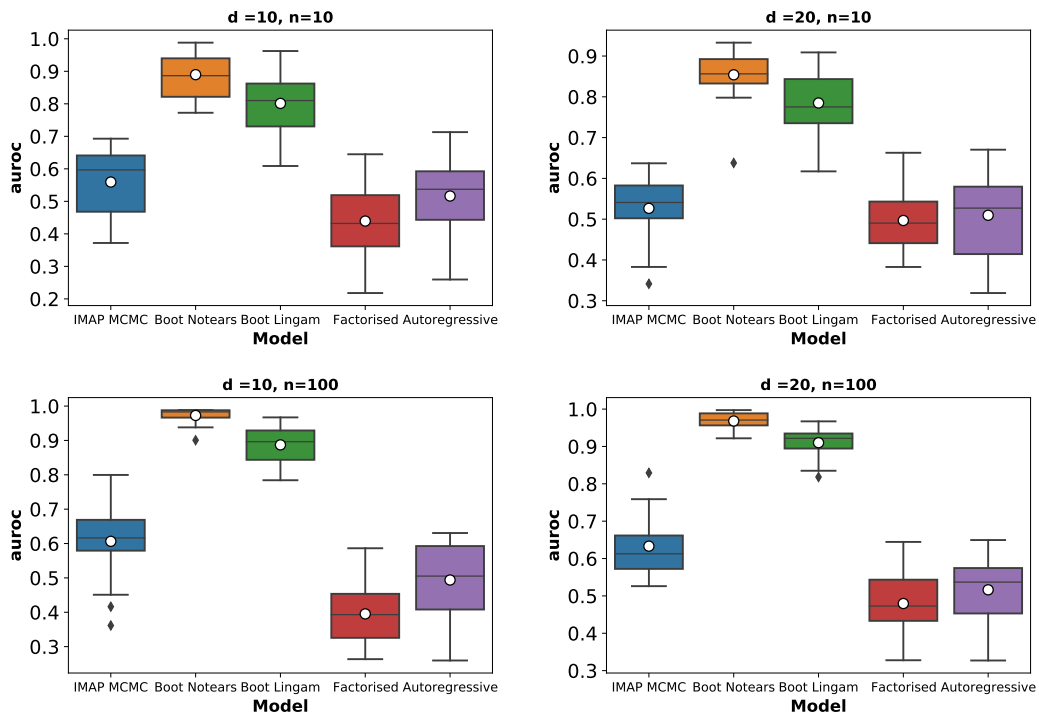 d =10, n=10
1.0
0.9
0.8
0.7
0.6
0.5
0.4
0.3
0.2
auroc
IMAP MCMC Boot Notears Boot Lingam Factorised Autoregressive
Model
d =20, n=10
0.9
0.8
0.7
0.6
0.5
0.4
0.3
auroc
IMAP MCMC Boot Notears Boot Lingam Factorised Autoregressive
Model
d =10, n=100
1.0
0.9
0.8
0.7
0.6
0.5
0.4
0.3
auroc
IMAP MCMC Boot Notears Boot Lingam Factorised Autoregressive
Model
d =20, n=100
1.0
0.9
0.8
0.7
0.6
0.5
0.4
0.3
auroc
IMAP MCMC Boot Notears Boot Lingam Factorised Autoregressive
Model